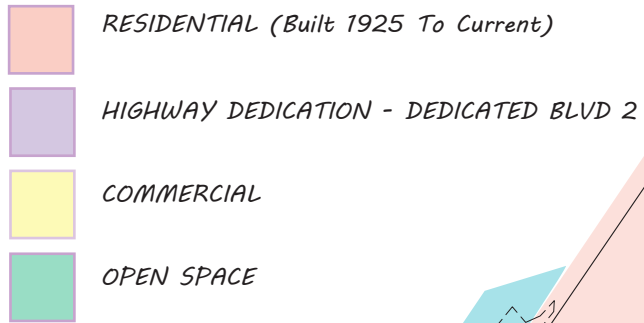 RESIDENTIAL (Built 1925 To Current)
HIGHWAY DEDICATION - DEDICATED BLVD 2
COMMERCIAL
OPEN SPACE